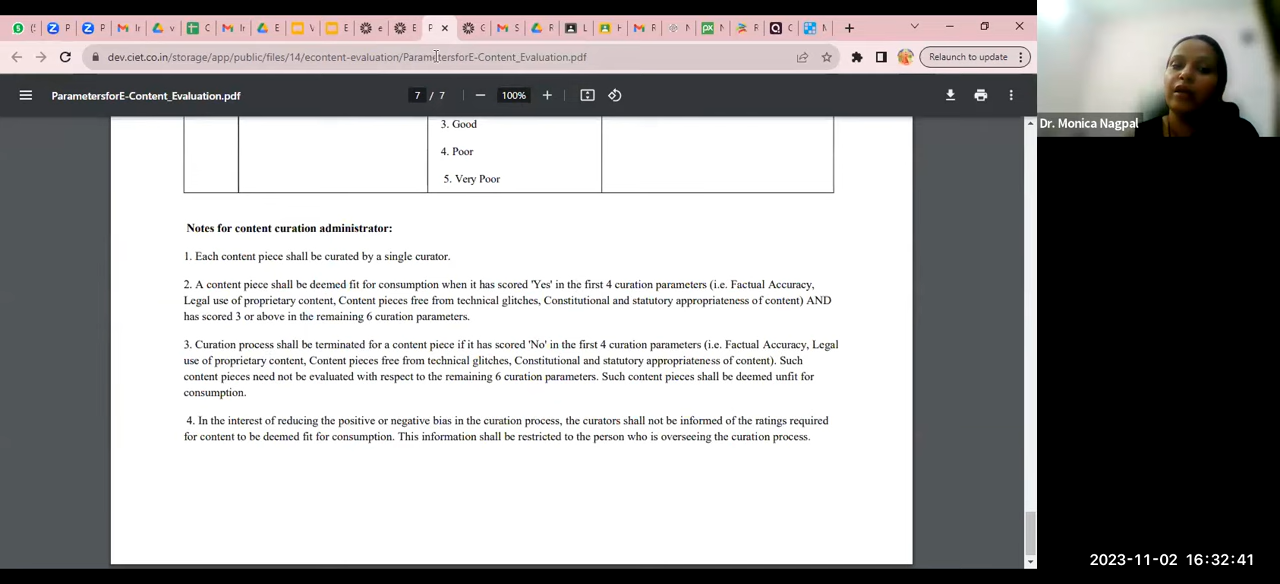 dev.ciet.co.in/storage/app/public/files/14/econtent-evaluation/ParametersforE-Content_Evaluation.pdf
Relaunch to update
ParametersforE-Content_Evaluation.pdf
7 / 7
100%
Dr. Monica Nagpal
3. Good
4. Poor
5. Very Poor
Notes for content curation administrator:
1. Each content piece shall be curated by a single curator.
2. A content piece shall be deemed fit for consumption when it has scored 'Yes' in the first 4 curation parameters (i.e. Factual Accuracy,
Legal use of proprietary content, Content pieces free from technical glitches, Constitutional and statutory appropriateness of content) AND
has scored 3 or above in the remaining 6 curation parameters.
3. Curation process shall be terminated for a content piece if it has scored 'No' in the first 4 curation parameters (i.e. Factual Accuracy, Legal
use of proprietary content, Content pieces free from technical glitches, Constitutional and statutory appropriateness of content). Such
content pieces need not be evaluated with respect to the remaining 6 curation parameters. Such content pieces shall be deemed unfit for
consumption.
4. In the interest of reducing the positive or negative bias in the curation process, the curators shall not be informed of the ratings required
for content to be deemed fit for consumption. This information shall be restricted to the person who is overseeing the curation process.
2023-11-02 16:32:41